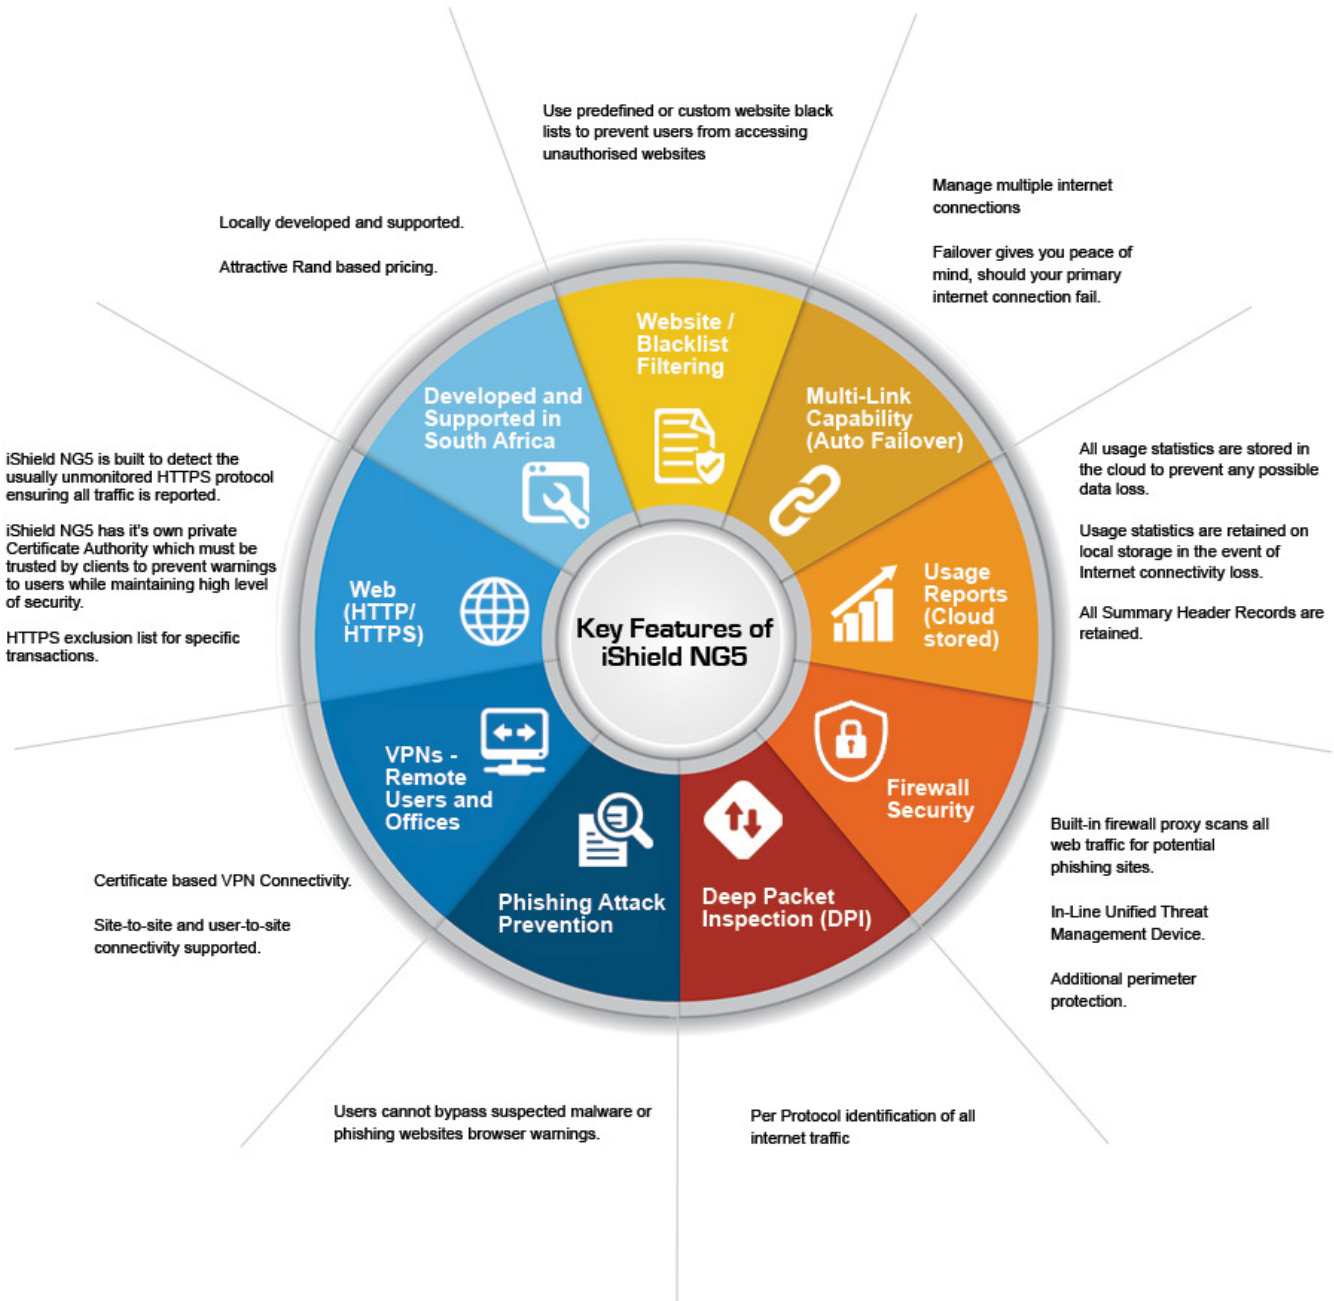 Use predefined or custom website black
lists to prevent users from accessing
unauthorised websites
Manage multiple internet
connections
Failover gives you peace of
mind, should your primary
internet connection fail.
Locally developed and supported.
Attractive Rand based pricing.
Website /
Blacklist
Filtering
Developed and
Supported in
South Africa
Multi-Link
Capability
(Auto Failover)
iShield NG5 is built to detect the
usually unmonitored HTTPS protocol
ensuring all traffic is reported.
iShield NG5 has it's own private
Certificate Authority which must be
trusted by clients to prevent warnings
to users while maintaining high level
of security.
HTTPS exclusion list for specific
transactions.
All usage statistics are stored in
the cloud to prevent any possible
data loss.
Usage statistics are retained on
local storage in the event of
Internet connectivity loss.
All Summary Header Records are
retained.
Web
(HTTP/
HTTPS)
Key Features of
iShield NG5
Usage
Reports
(Cloud
stored)
VPNs -
Remote
Users and
Offices
Firewall
Security
Phishing Attack
Prevention
Deep Packet
Inspection (DPI)
Built-in firewall proxy scans all
web traffic for potential
phishing sites.
In-Line Unified Threat
Management Device.
Additional perimeter
protection.
Certificate based VPN Connectivity.
Site-to-site and user-to-site
connectivity supported.
Users cannot bypass suspected malware or
phishing websites browser warnings.
Per Protocol identification of all
internet traffic